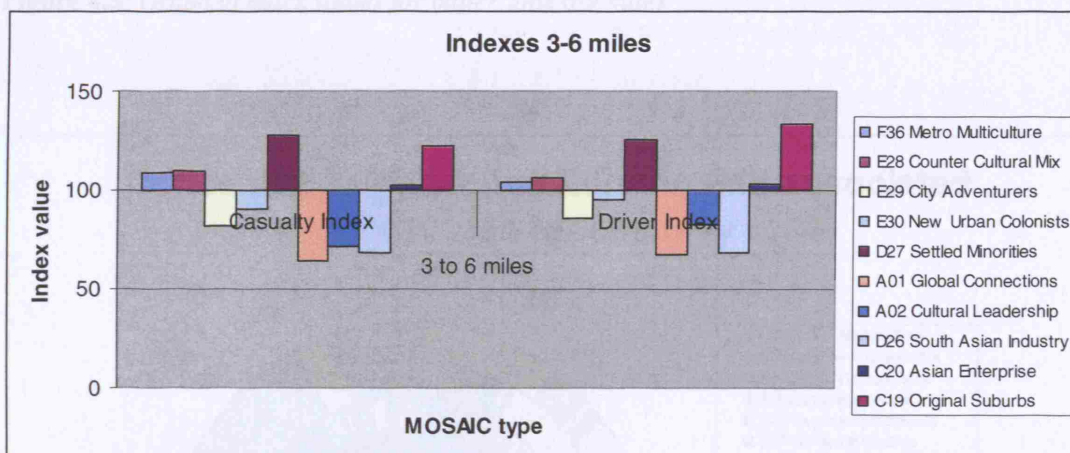 Indexes 3-6 miles
150
100
50
0
Index value
Casualty Index
Driver Index
3 to 6 miles
MOSAIC type
F36 Metro Multiculture
E28 Counter Cultural Mix
E29 City Adventurers
E30 New Urban Colonists
D27 Settled Minorities
A01 Global Connections
A02 Cultural Leadership
D26 South Asian Industry
C20 Asian Enterprise
C19 Original Suburbs